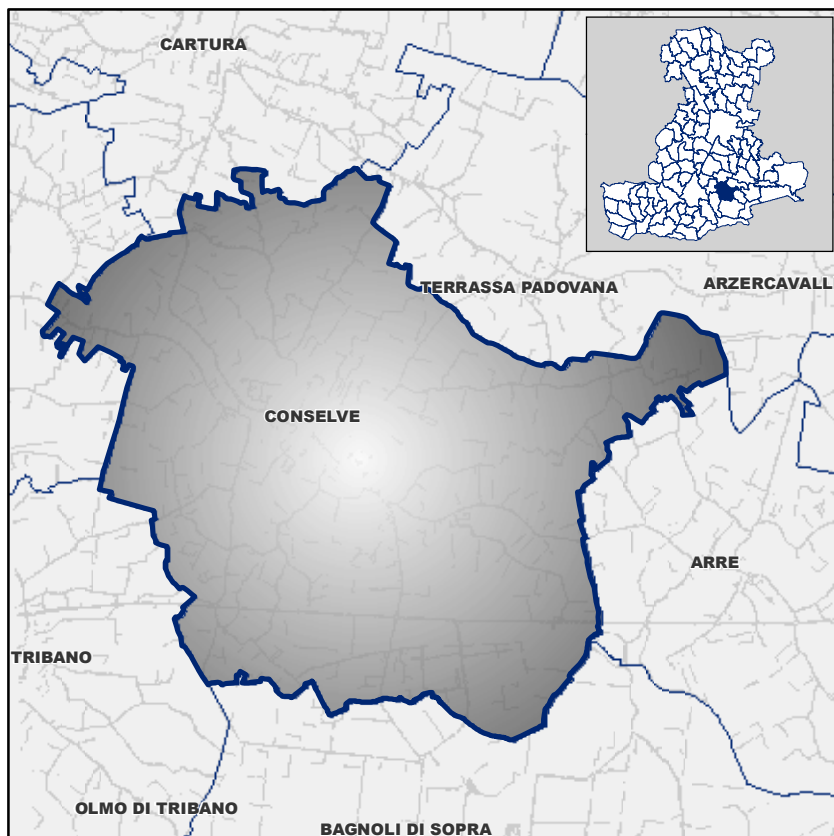 CARTURA
TERRASSA PADOVANA
ARZERCAVALL
CONSELVE
ARRE
TRIBANO
OLMO DI TRIBANO
BAGNOLI DI SOPRA